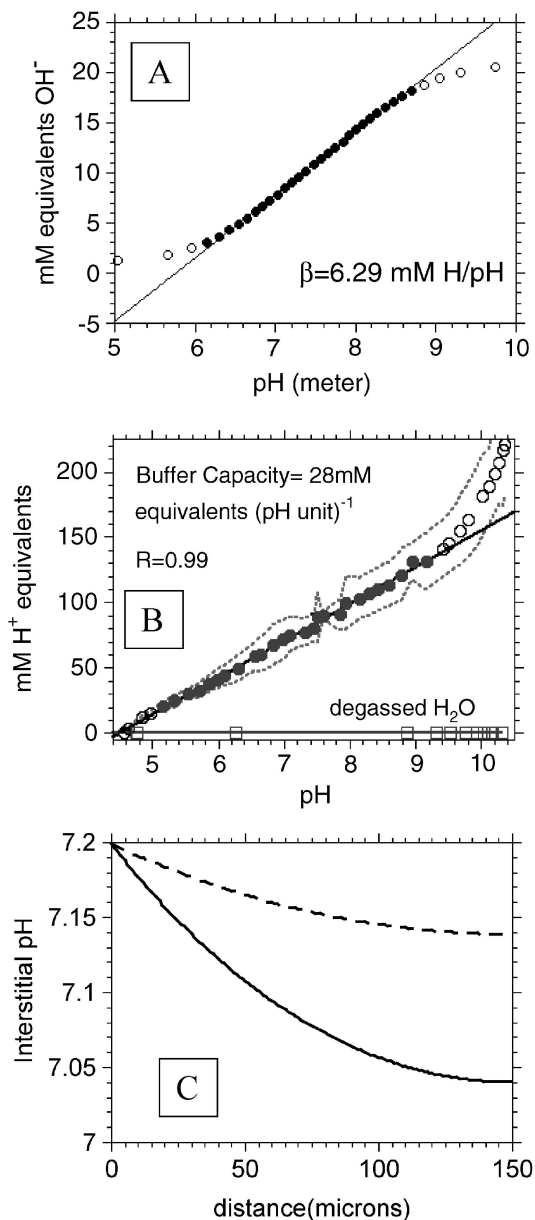 A
25
20
15
10
5
0
-5
mM equivalents OH⁻
β=6.29 mM H/pH
5 6 7 8 9 10
pH (meter)
B
Buffer Capacity= 28mM
equivalents (pH unit)⁻¹
R=0.99
200
150
100
50
0
mM H⁺ equivalents
degassed H₂O
5 6 7 8 9 10
pH
C
7.2
7.15
7.1
7.05
7
Interstitial pH
0 50 100 150
distance(microns)